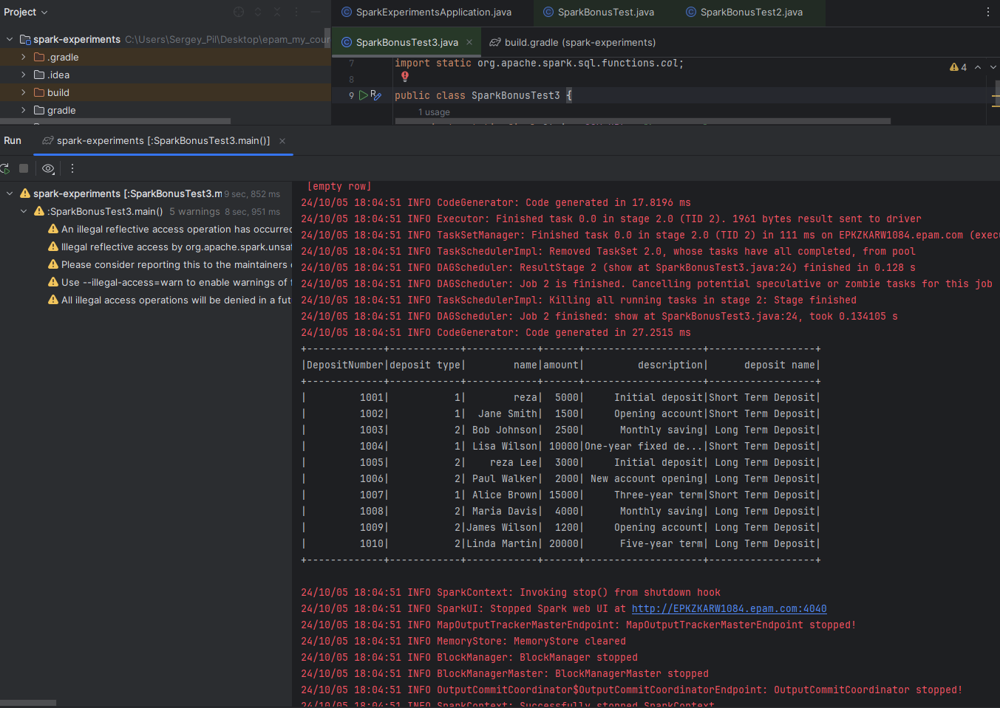 Project
SparkExperimentsApplication.java
SparkBonusTest.java
SparkBonusTest2.java
spark-experiments C:\Users\Sergey_Pil\Desktop\epam_my_cour
SparkBonusTest3.java
build.gradle (spark-experiments)
.gradle
.idea
build
gradle
7 import static org.apache.spark.sql.functions.col;
4
8
9 public class SparkBonusTest3 {
1 usage
Run
spark-experiments [:SparkBonusTest3.main()]
spark-experiments [:SparkBonusTest3.m 9 sec, 852 ms
:SparkBonusTest3.main() 5 warnings 8 sec, 951 ms
An illegal reflective access operation has occurred
Illegal reflective access by org.apache.spark.unsaf
Please consider reporting this to the maintainers
Use --illegal-access=warn to enable warnings of f
All illegal access operations will be denied in a fut
[empty row]
24/10/05 18:04:51 INFO CodeGenerator: Code generated in 17.8196 ms
24/10/05 18:04:51 INFO Executor: Finished task 0.0 in stage 2.0 (TID 2). 1961 bytes result sent to driver
24/10/05 18:04:51 INFO TaskSetManager: Finished task 0.0 in stage 2.0 (TID 2) in 111 ms on EPKZKARW1084.epam.com (execu
24/10/05 18:04:51 INFO TaskSchedulerImpl: Removed TaskSet 2.0, whose tasks have all completed, from pool
24/10/05 18:04:51 INFO DAGScheduler: ResultStage 2 (show at SparkBonusTest3.java:24) finished in 0.128 s
24/10/05 18:04:51 INFO DAGScheduler: Job 2 is finished. Cancelling potential speculative or zombie tasks for this job
24/10/05 18:04:51 INFO TaskSchedulerImpl: Killing all running tasks in stage 2: Stage finished
24/10/05 18:04:51 INFO DAGScheduler: Job 2 finished: show at SparkBonusTest3.java:24, took 0.134105 s
24/10/05 18:04:51 INFO CodeGenerator: Code generated in 27.2515 ms
+-------------+------------+------------+------+--------------------+------------------+
|DepositNumber|deposit type|        name|amount|         description|      deposit name|
+-------------+------------+------------+------+--------------------+------------------+
|         1001|           1|        reza|  5000|     Initial deposit|Short Term Deposit|
|         1002|           1|  Jane Smith|  1500|     Opening account|Short Term Deposit|
|         1003|           2| Bob Johnson|  2500|      Monthly saving| Long Term Deposit|
|         1004|           1| Lisa Wilson| 10000|One-year fixed de...|Short Term Deposit|
|         1005|           2|    reza Lee|  3000|     Initial deposit| Long Term Deposit|
|         1006|           2| Paul Walker|  2000| New account opening| Long Term Deposit|
|         1007|           1| Alice Brown| 15000|     Three-year term|Short Term Deposit|
|         1008|           2| Maria Davis|  4000|      Monthly saving| Long Term Deposit|
|         1009|           2|James Wilson|  1200|     Opening account| Long Term Deposit|
|         1010|           2|Linda Martin| 20000|      Five-year term| Long Term Deposit|
+-------------+------------+------------+------+--------------------+------------------+
24/10/05 18:04:51 INFO SparkContext: Invoking stop() from shutdown hook
24/10/05 18:04:51 INFO SparkUI: Stopped Spark web UI at http://EPKZKARW1084.epam.com:4040
24/10/05 18:04:51 INFO MapOutputTrackerMasterEndpoint: MapOutputTrackerMasterEndpoint stopped!
24/10/05 18:04:51 INFO MemoryStore: MemoryStore cleared
24/10/05 18:04:51 INFO BlockManager: BlockManager stopped
24/10/05 18:04:51 INFO BlockManagerMaster: BlockManagerMaster stopped
24/10/05 18:04:51 INFO OutputCommitCoordinator$OutputCommitCoordinatorEndpoint: OutputCommitCoordinator stopped!
24/10/05 18:04:51 INFO SparkContext: Successfully stopped SparkContext